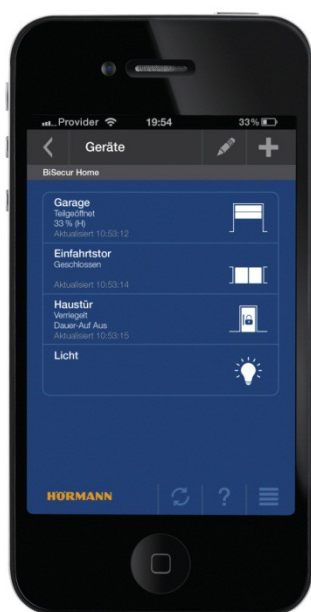 Provider 19:54 33%
Geräte
BiSecur Home
Garage
Teilgeöffnet
33 % (H)
Aktualisiert 10:53:12
Einfahrtstor
Geschlossen
Aktualisiert 10:53:14
Haustür
Verriegelt
Dauer-Auf Aus
Aktualisiert 10:53:15
Licht
HÖRMANN
?